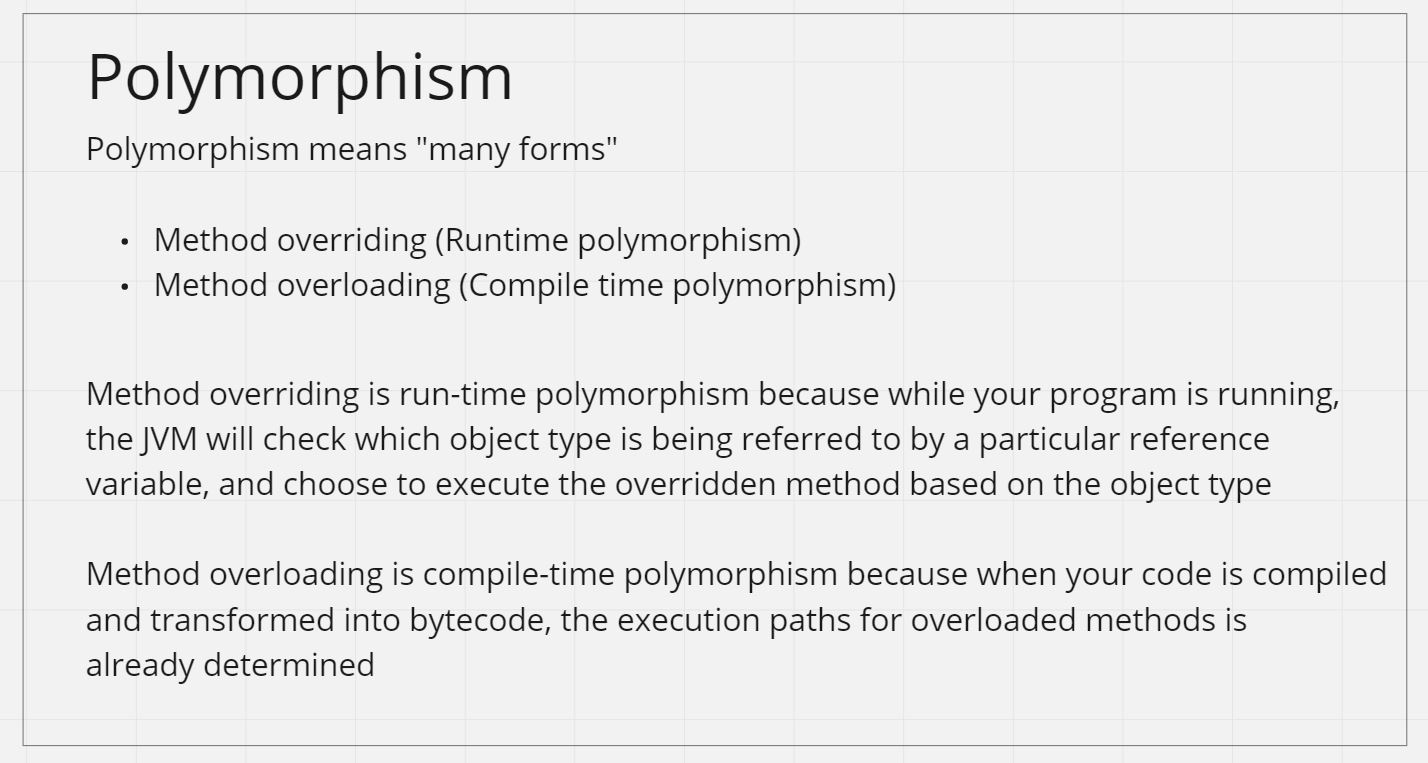 Polymorphism
Polymorphism means "many forms"
• Method overriding (Runtime polymorphism)
• Method overloading (Compile time polymorphism)
Method overriding is run-time polymorphism because while your program is running,
the JVM will check which object type is being referred to by a particular reference
variable, and choose to execute the overridden method based on the object type
Method overloading is compile-time polymorphism because when your code is compiled
and transformed into bytecode, the execution paths for overloaded methods is
already determined